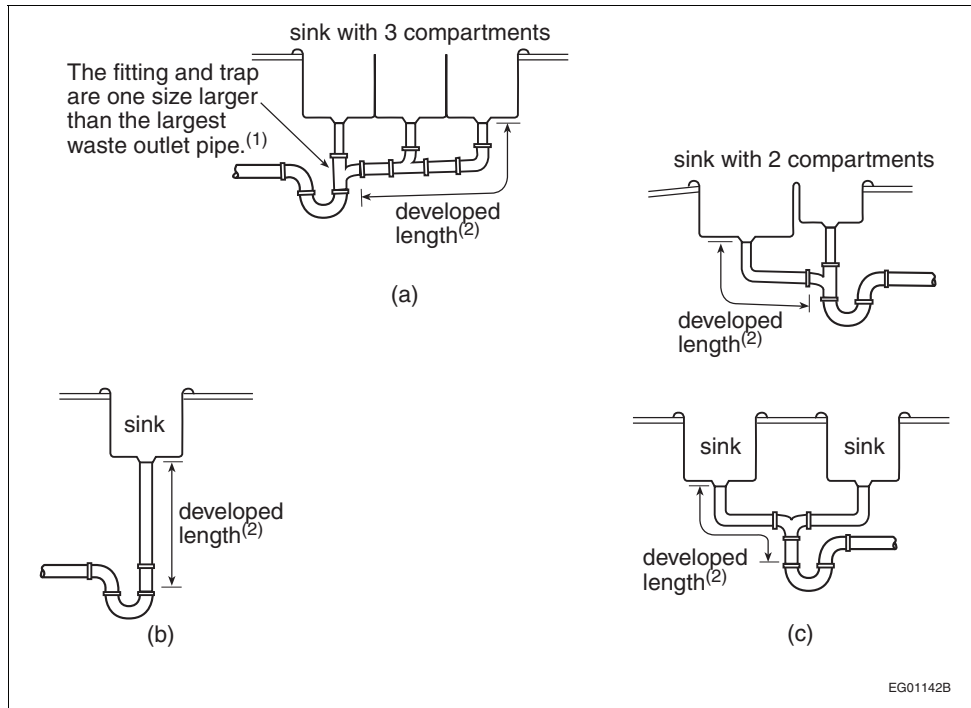 sink with 3 compartments
The fitting and trap
are one size larger
than the largest
waste outlet pipe.(1)
developed
length(2)
(a)
sink with 2 compartments
developed
length(2)
sink
developed
length(2)
(b)
sink
sink
developed
length(2)
(c)
EG01142B